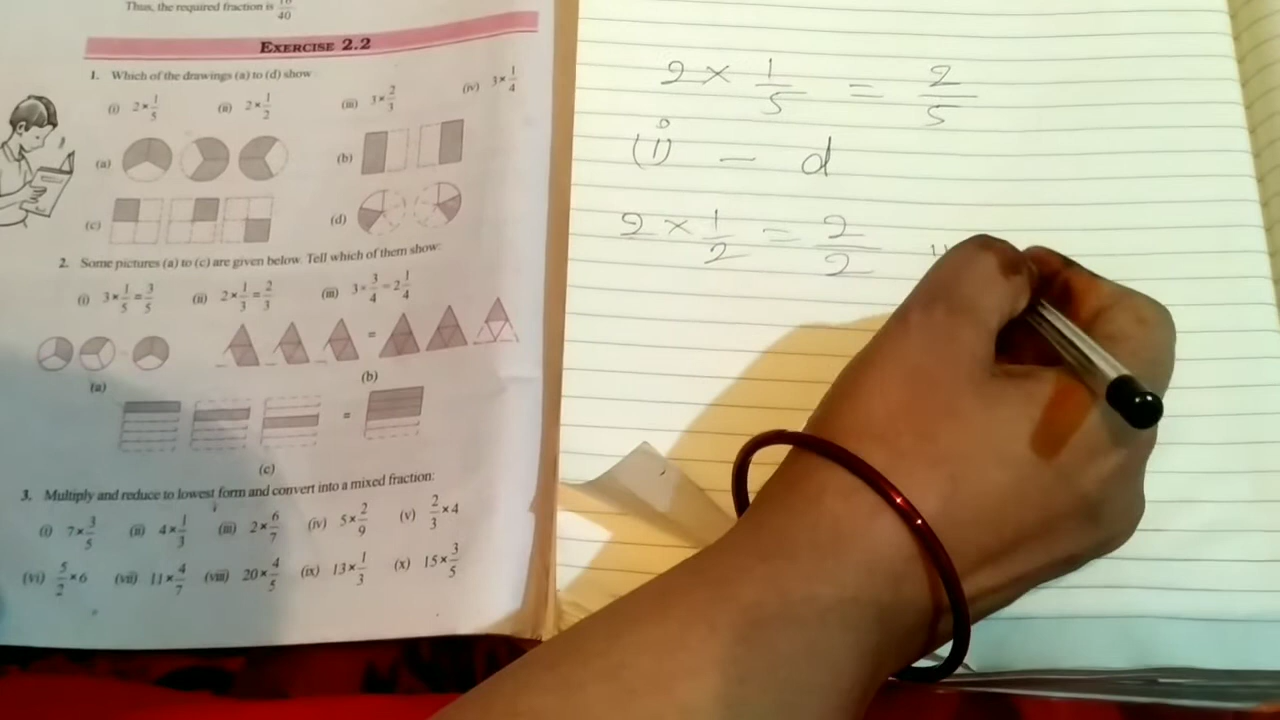 Thus, the required fraction is 16/40
EXERCISE 2.2
1. Which of the drawings (a) to (d) show
(i) 2×1/5 (ii) 2×1/2 (iii) 3×2/3 (iv) 3×1/4
(a) (b)
(c) (d)
2. Some pictures (a) to (c) are given below. Tell which of them show:
(i) 3×1/5=3/5 (ii) 2×1/3=2/3 (iii) 3×3/4=2 1/4
=
(a) (b)
=
(c)
3. Multiply and reduce to lowest form and convert into a mixed fraction:
(i) 7×3/5 (ii) 4×1/3 (iii) 2×6/7 (iv) 5×2/9 (v) 2/3×4
(vi) 5/2×6 (vii) 11×4/7 (viii) 20×4/5 (ix) 13×1/3 (x) 15×3/5
2 × 1/5 = 2/5
(i) – d
2 × 1/2 = 2/2